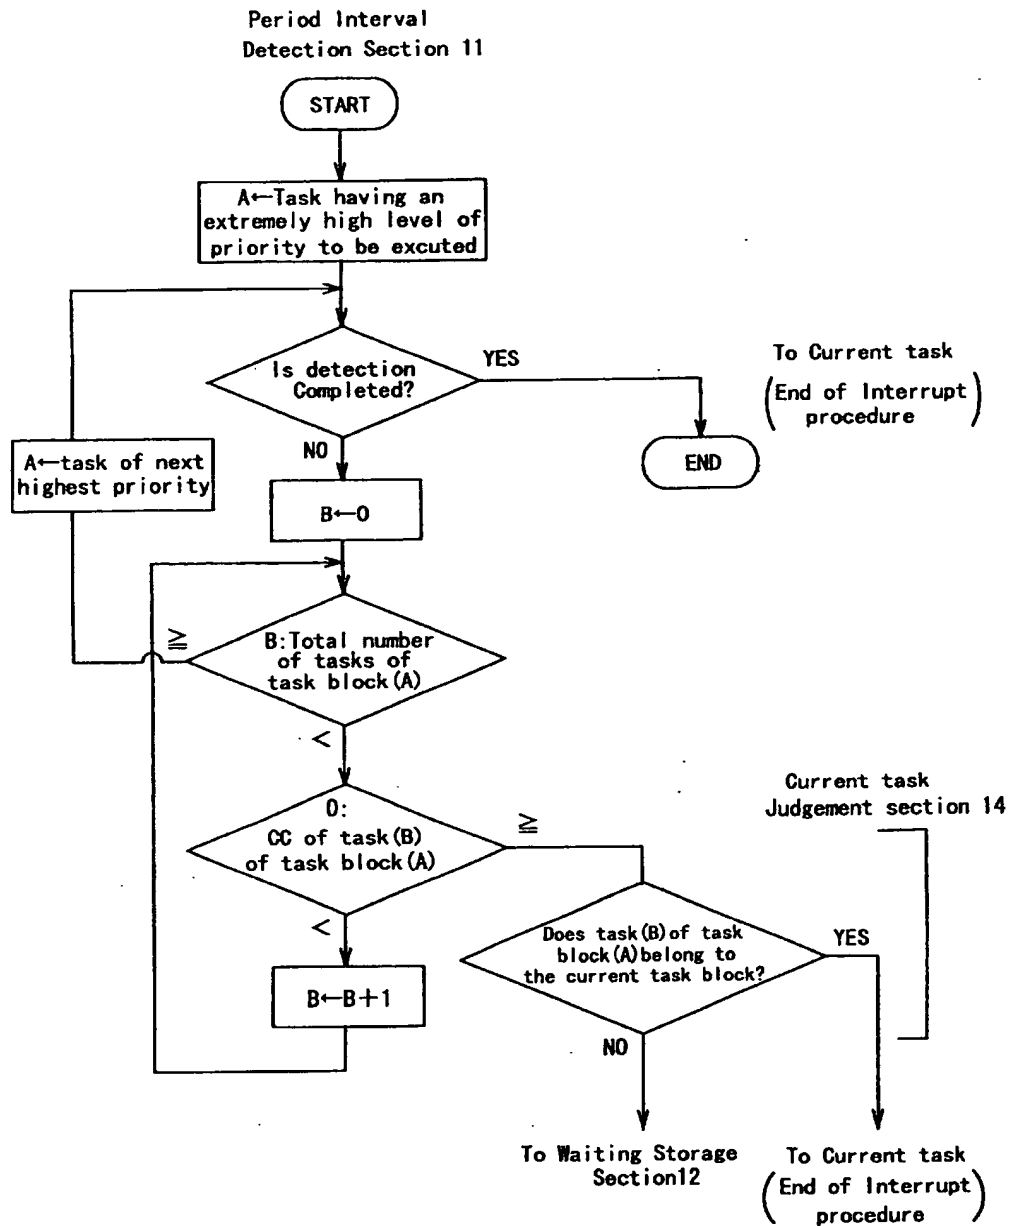 Period Interval
Detection Section 11
START
A←Task having an
extremely high level of
priority to be excuted
Is detection
Completed?
YES
To Current task
(End of Interrupt
procedure)
END
NO
A←task of next
highest priority
B←0
B:Total number
of tasks of
task block(A)
≧
<
0:
CC of task(B)
of task block(A)
≧
<
Current task
Judgement section 14
Does task(B)of task
block(A)belong to
the current task block?
YES
B←B+1
NO
To Waiting Storage
Section12
To Current task
(End of Interrupt
procedure)